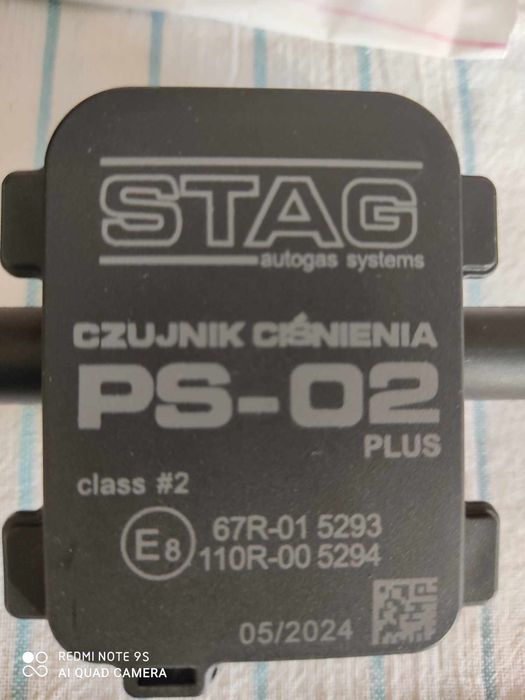 STAG
autogas systems
CZUJNIK CIŚNIENIA
PS-02
PLUS
class #2
E8
67R-01 5293
110R-00 5294
05/2024
REDMI NOTE 9S
AI QUAD CAMERA